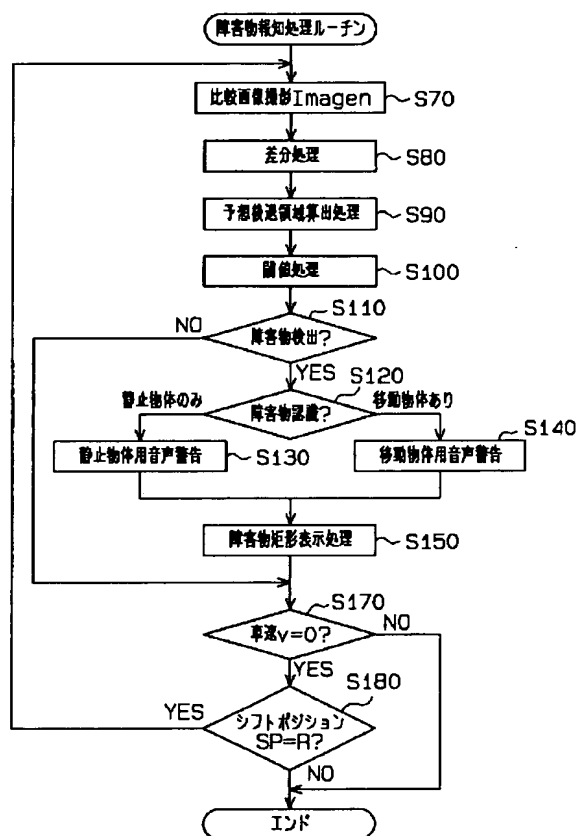 障害物報知処理ルーチン
比較画像撮影Imagen
S70
差分処理
S80
予想後退領域算出処理
S90
閾値処理
S100
S110
NO
障害物検出?
YES
S120
静止物体のみ
障害物認識?
移動物体あり
S140
静止物体用音声警告
S130
移動物体用音声警告
障害物矩形表示処理
S150
S170
車速v=0?
NO
YES
S180
YES
シフトポジション
SP=R?
NO
エンド